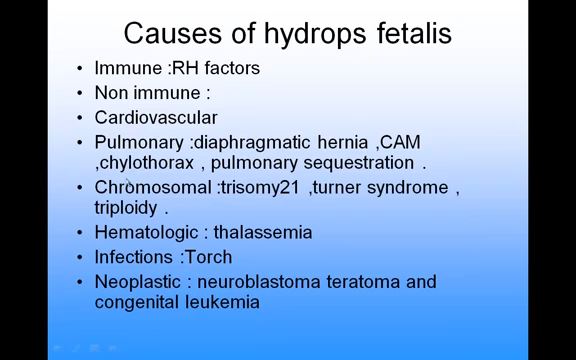 Causes of hydrops fetalis
• Immune :RH factors
• Non immune :
• Cardiovascular
• Pulmonary :diaphragmatic hernia ,CAM
,chylothorax , pulmonary sequestration .
• Chromosomal :trisomy21 ,turner syndrome ,
triploidy .
• Hematologic : thalassemia
• Infections :Torch
• Neoplastic : neuroblastoma teratoma and
congenital leukemia